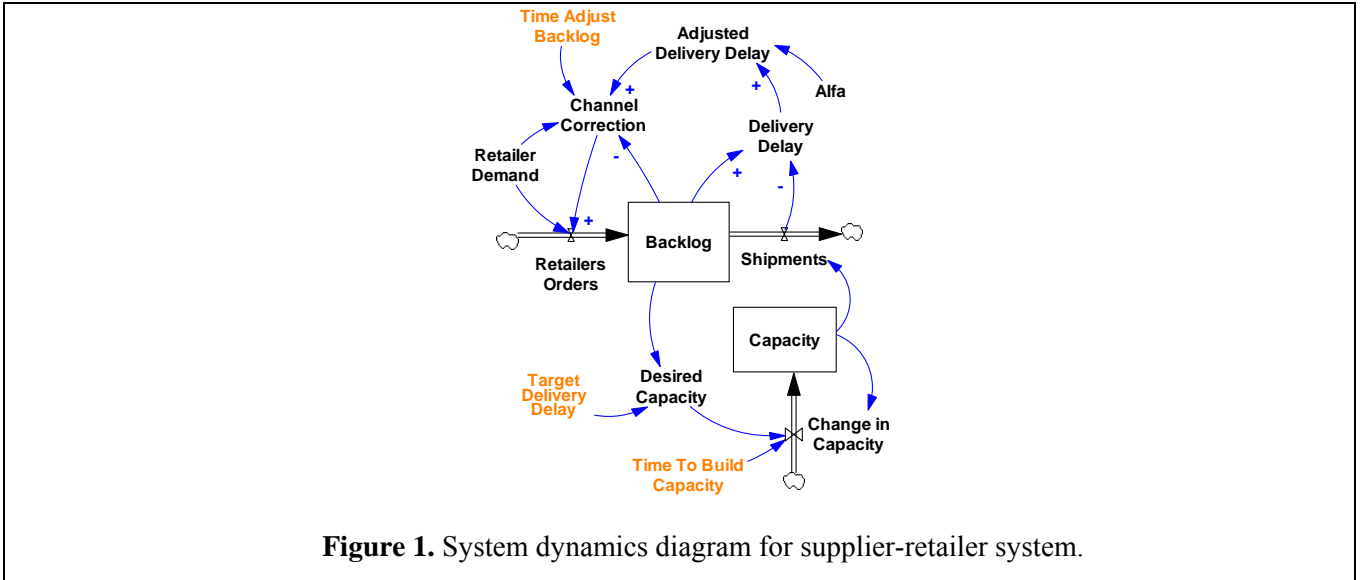 Time Adjust
Backlog
Adjusted
Delivery Delay
Alfa
+
+
Channel
Correction
Delivery
Delay
Retailer
Demand
-
+
-
+
Backlog
Retailers
Orders
Shipments
Capacity
Target
Delivery
Delay
Desired
Capacity
Change in
Capacity
Time To Build
Capacity
Figure 1. System dynamics diagram for supplier-retailer system.